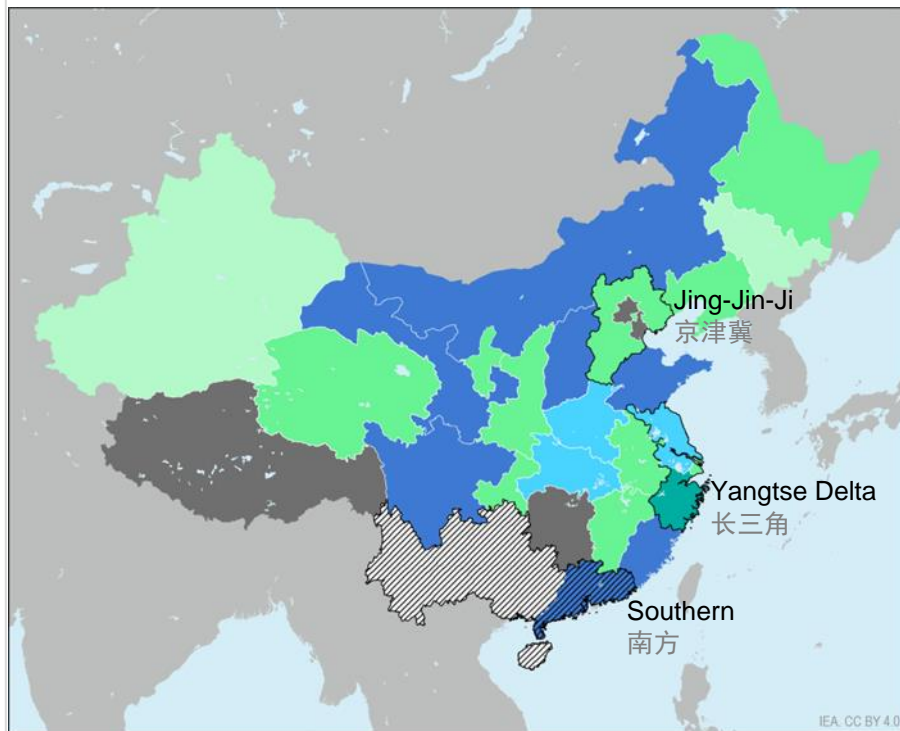 Jing-Jin-Ji
京津冀
Yangtse Delta
长三角
Southern
南方
IEA. CC BY 4.0